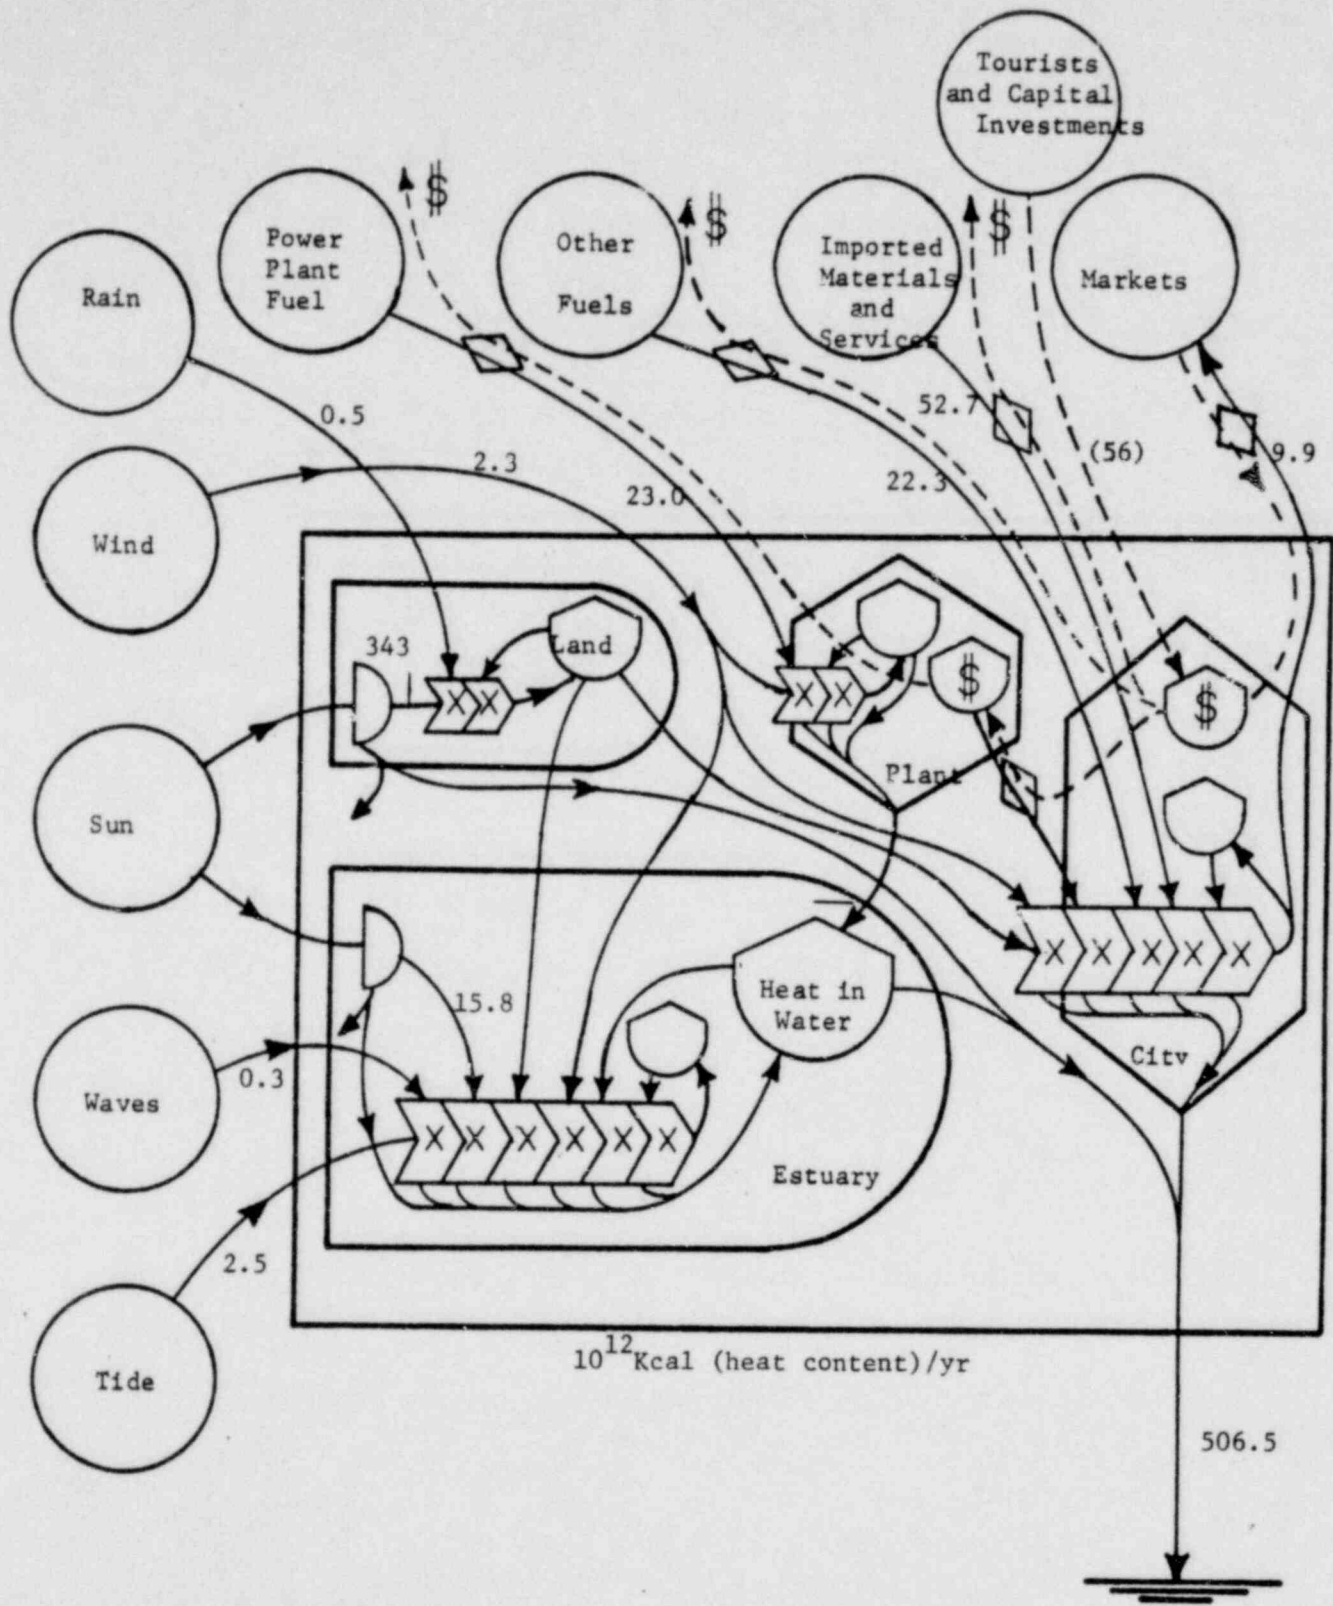 Tourists
and Capital
Investments
$
$
$
Power
Plant
Fuel
Other
Fuels
Imported
Materials
and
Services
Markets
Rain
0.5
52.7
(56)
9.9
2.3
23.0
22.3
Wind
343
Land
X X
X X
$
$
Plant
Sun
X X X X X
Heat in
Water
15.8
City
Waves
0.3
X X X X X X
Estuary
2.5
Tide
10^12 Kcal (heat content)/yr
506.5